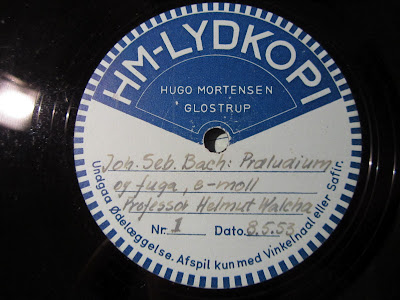 HM-LYDKOPI
HUGO MORTENSEN
GLOSTRUP
Joh. Seb. Bach: Præludium
og fuga, e-moll
Professor Helmut Walcha
Nr. 1 Dato 8.5.53
Undgaa Ødelæggelse. Afspil kun med Vinkelnaal eller Safir.